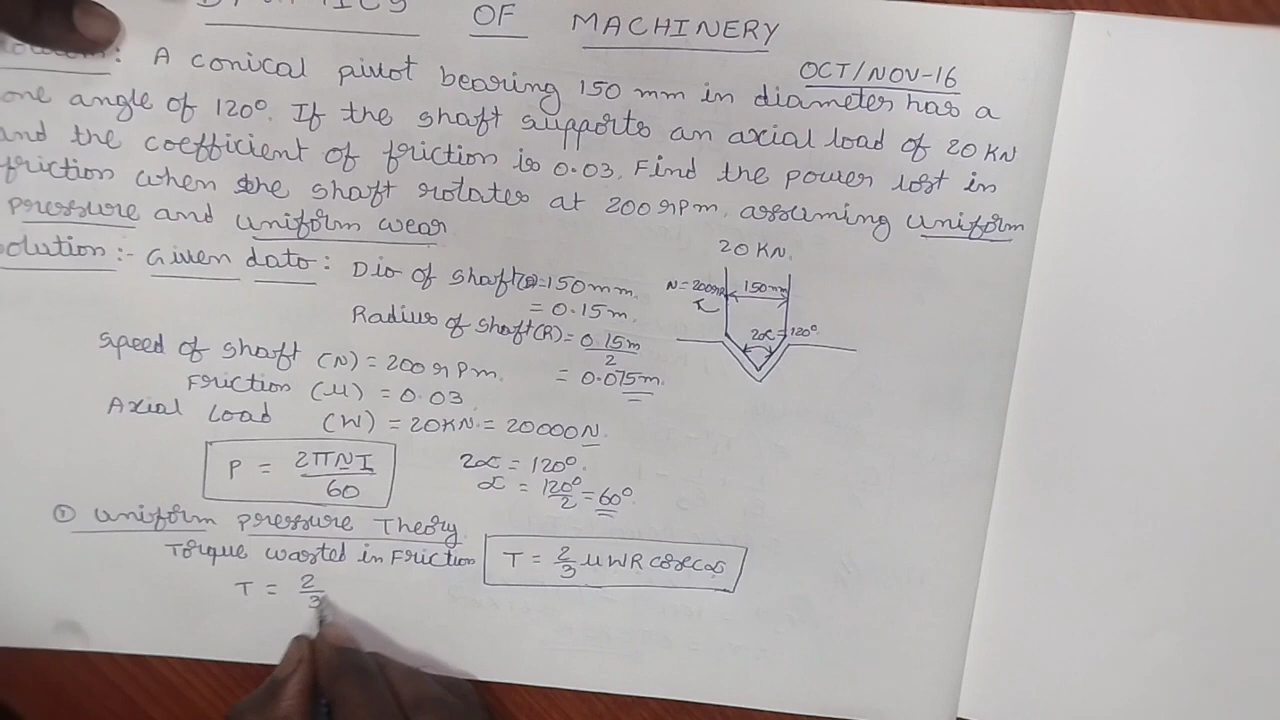 OF MACHINERY
OCT/NOV-16
A conical pivot bearing 150 mm in diameter has a
one angle of 120°. If the shaft supports an axial load of 20 KN
and the coefficient of friction is 0.03. Find the power lost in
friction when the shaft rotates at 200 rpm, assuming uniform
pressure and uniform wear
olution:- Given data: Dia of shaft(D)=150mm.
= 0.15m.
Radius of shaft(R)= 0.15m/2
= 0.075m.
Speed of shaft (N) = 200 rpm.
Friction (μ) = 0.03
Axial Load (W) = 20KN = 20000N.
P = 2πNT/60
2α = 120°.
α = 120°/2 = 60°
① Uniform pressure Theory
Torque wasted in Friction T = 2/3 μWR cosecα
T = 2/3
20 KN.
N=200rp
150mm
2α=120°